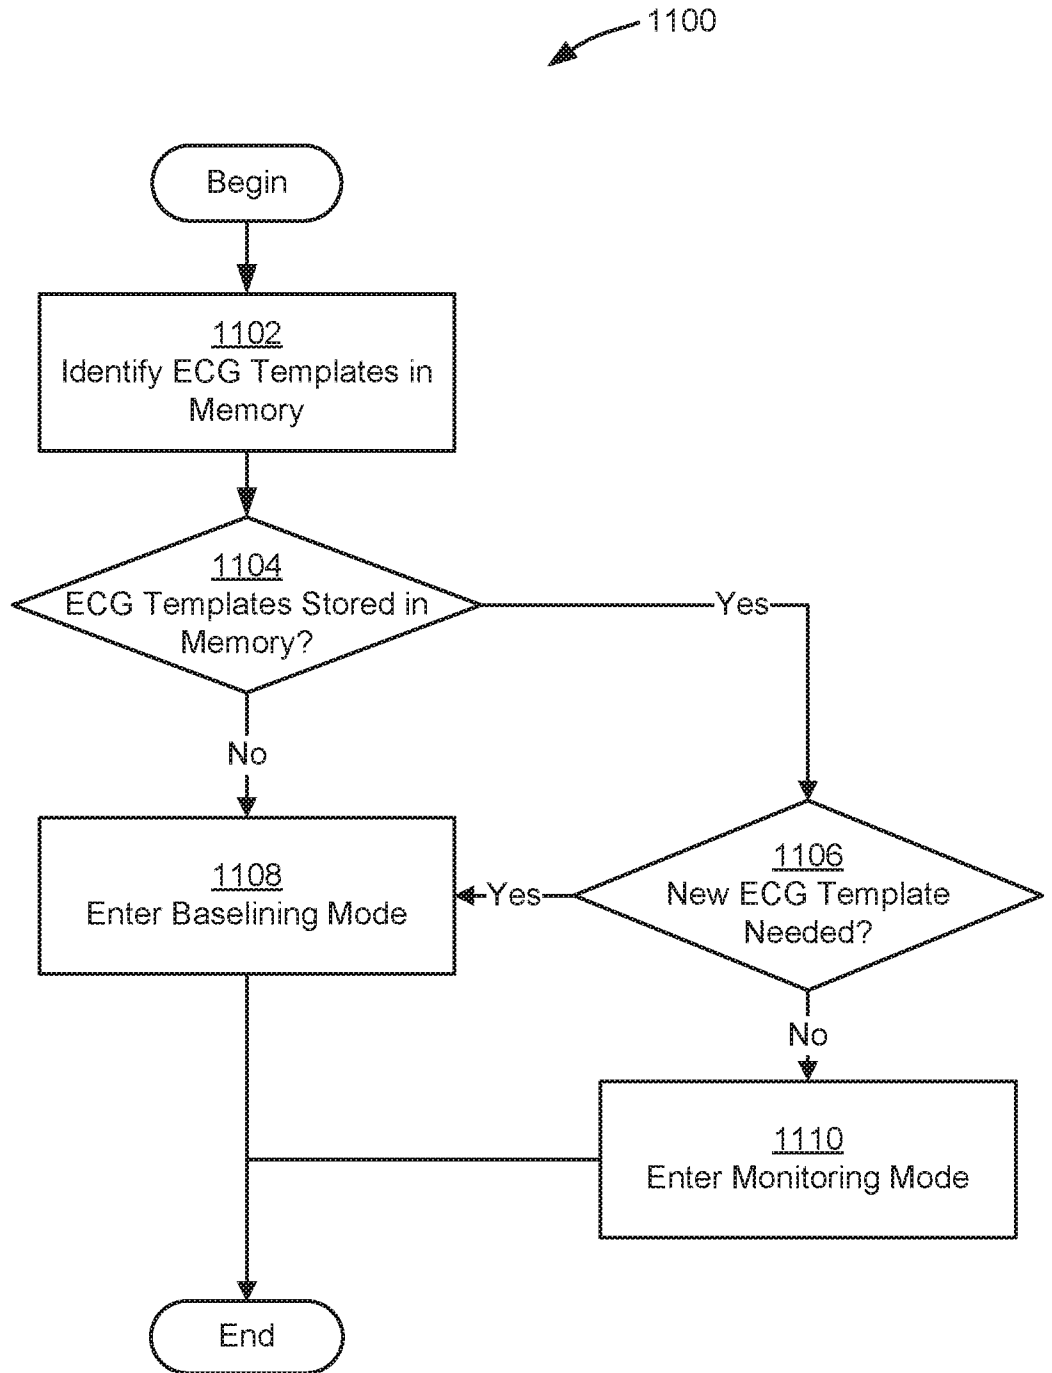 1100
Begin
1102
Identify ECG Templates in
Memory
1104
ECG Templates Stored in
Memory?
Yes
No
1108
Enter Baselining Mode
Yes
1106
New ECG Template
Needed?
No
1110
Enter Monitoring Mode
End